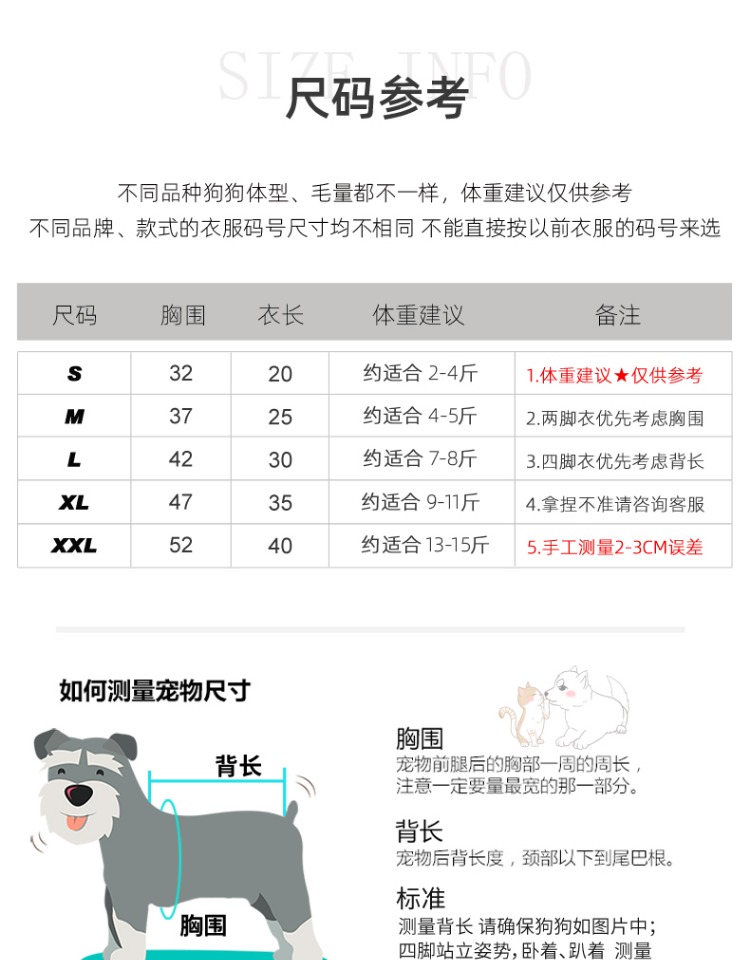 SIZE INFO
尺码参考
不同品种狗狗体型、毛量都不一样，体重建议仅供参考
不同品牌、款式的衣服码号尺寸均不相同 不能直接按以前衣服的码号来选
尺码 胸围 衣长 体重建议 备注
S 32 20 约适合 2-4斤 1.体重建议★仅供参考
M 37 25 约适合 4-5斤 2.两脚衣优先考虑胸围
L 42 30 约适合 7-8斤 3.四脚衣优先考虑背长
XL 47 35 约适合 9-11斤 4.拿捏不准请咨询客服
XXL 52 40 约适合 13-15斤 5.手工测量2-3CM误差
如何测量宠物尺寸
背长
胸围
胸围
宠物前腿后的胸部一周的周长，
注意一定要量最宽的那一部分。
背长
宠物后背长度，颈部以下到尾巴根。
标准
测量背长 请确保狗狗如图片中;
四脚站立姿势,卧着、趴着 测量